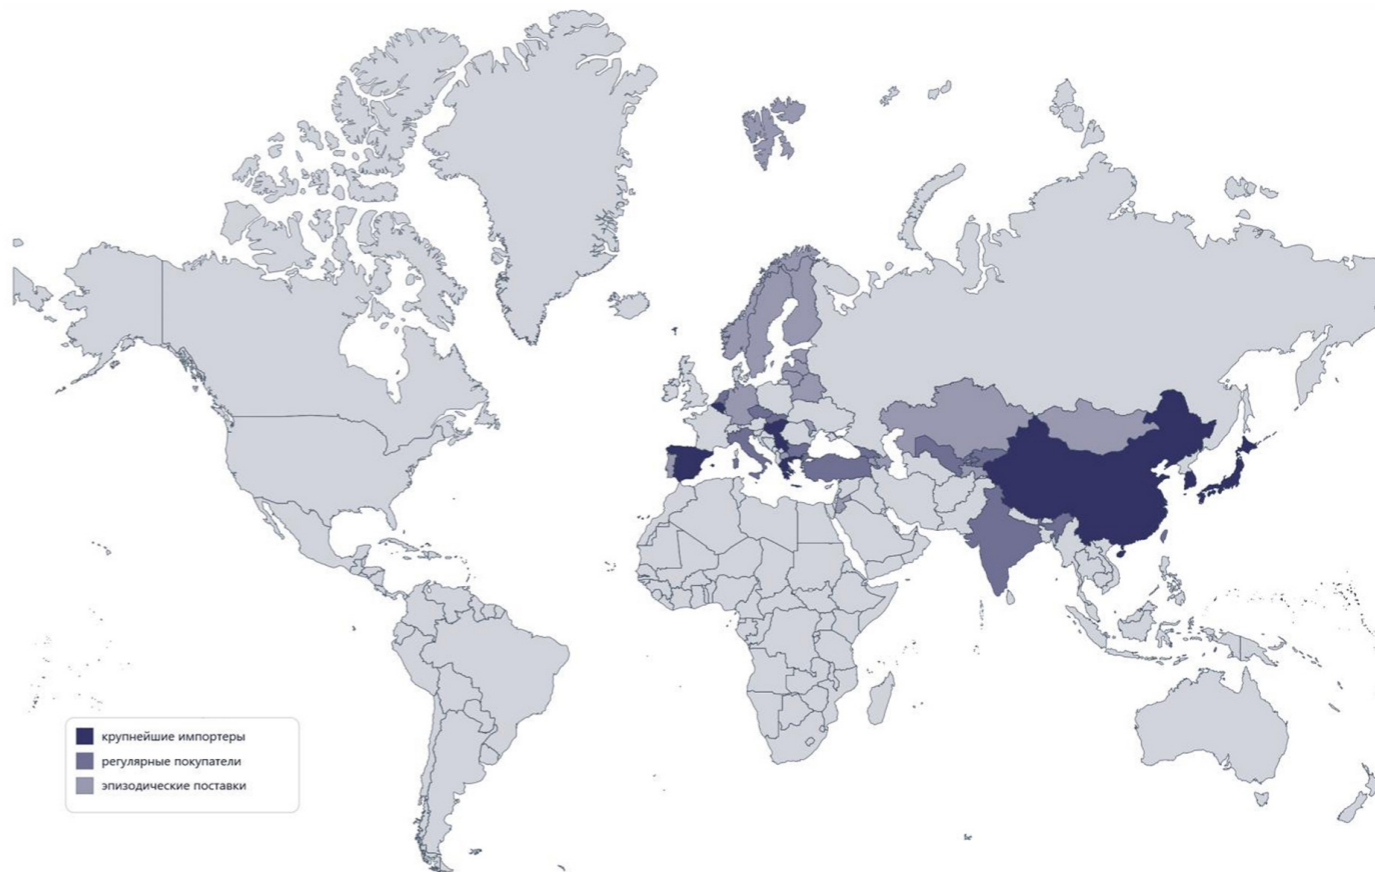 крупнейшие импортеры
регулярные покупатели
эпизодические поставки